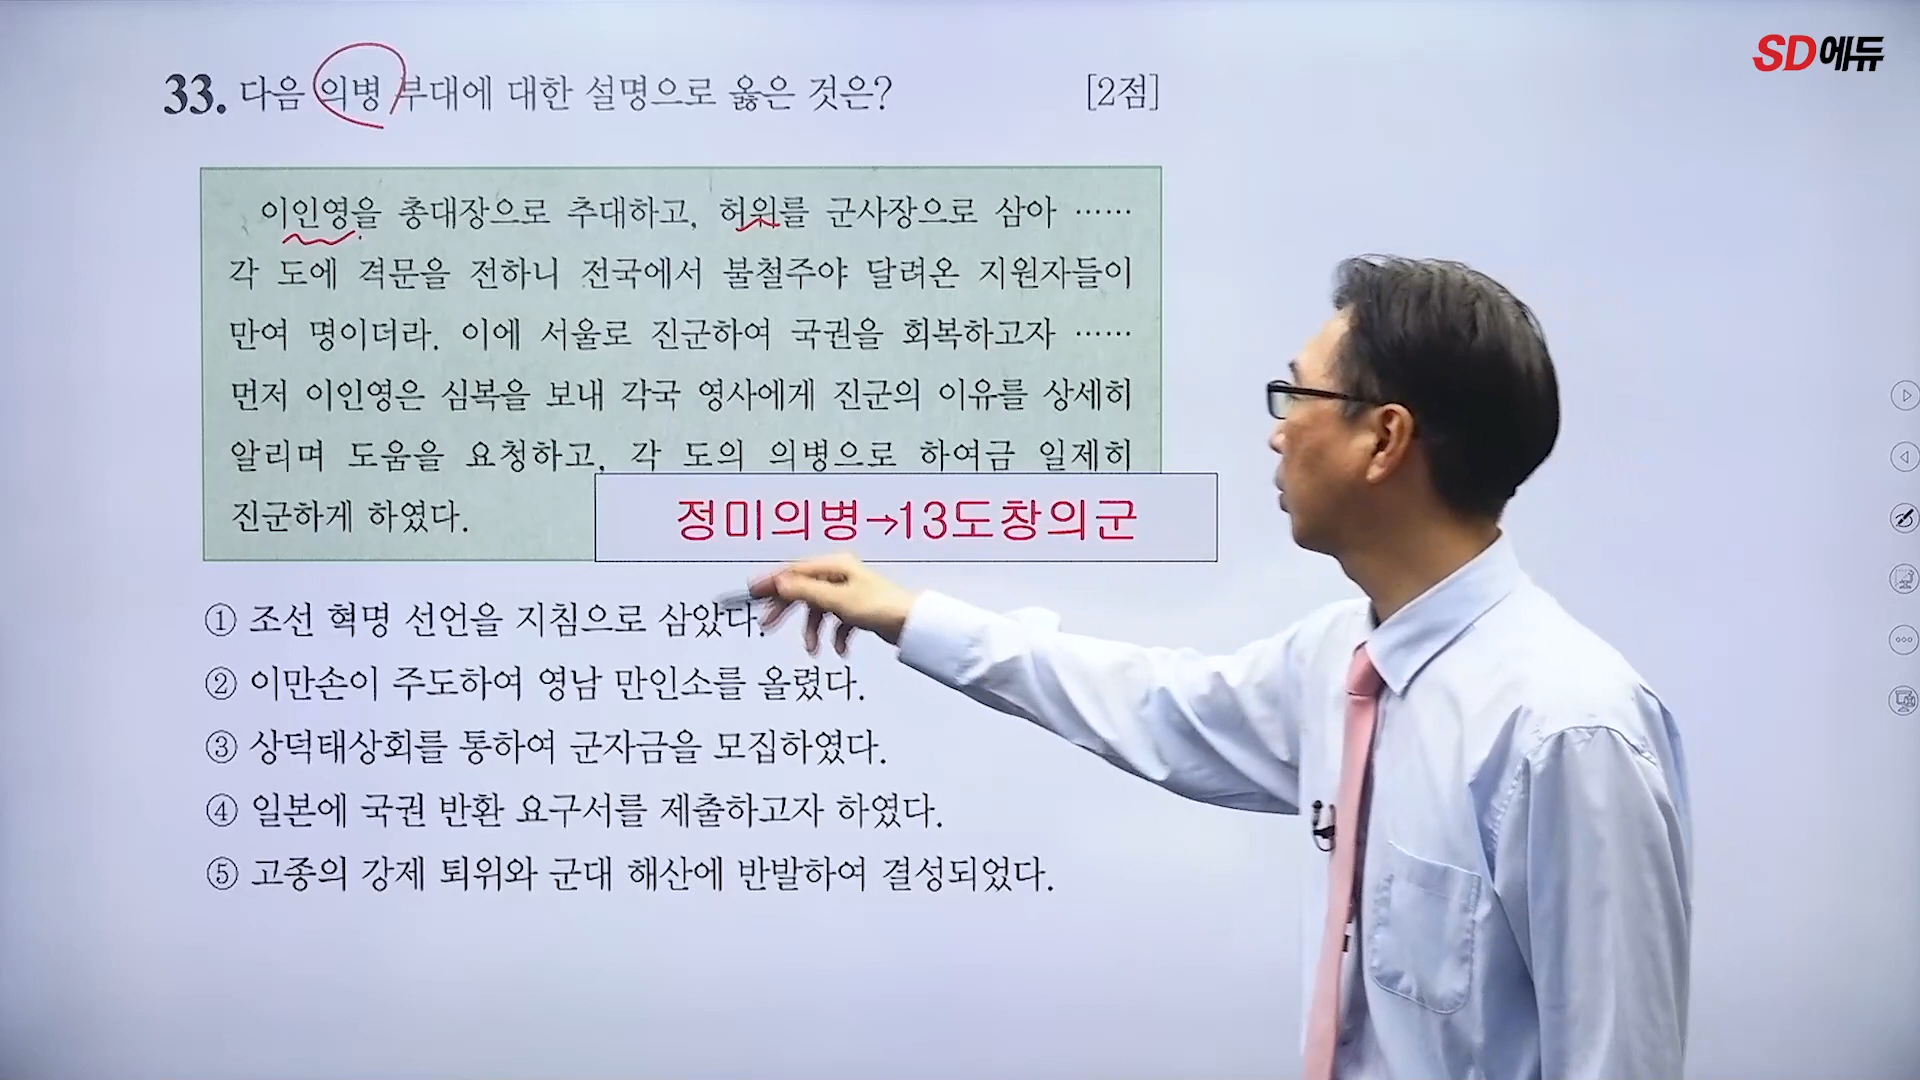 SD에듀
33. 다음 의병 부대에 대한 설명으로 옳은 것은? [2점]
이인영을 총대장으로 추대하고, 허위를 군사장으로 삼아 ……
각 도에 격문을 전하니 전국에서 불철주야 달려온 지원자들이
만여 명이더라. 이에 서울로 진군하여 국권을 회복하고자 ……
먼저 이인영은 심복을 보내 각국 영사에게 진군의 이유를 상세히
알리며 도움을 요청하고, 각 도의 의병으로 하여금 일제히
진군하게 하였다.
정미의병→13도창의군
① 조선 혁명 선언을 지침으로 삼았다.
② 이만손이 주도하여 영남 만인소를 올렸다.
③ 상덕태상회를 통하여 군자금을 모집하였다.
④ 일본에 국권 반환 요구서를 제출하고자 하였다.
⑤ 고종의 강제 퇴위와 군대 해산에 반발하여 결성되었다.